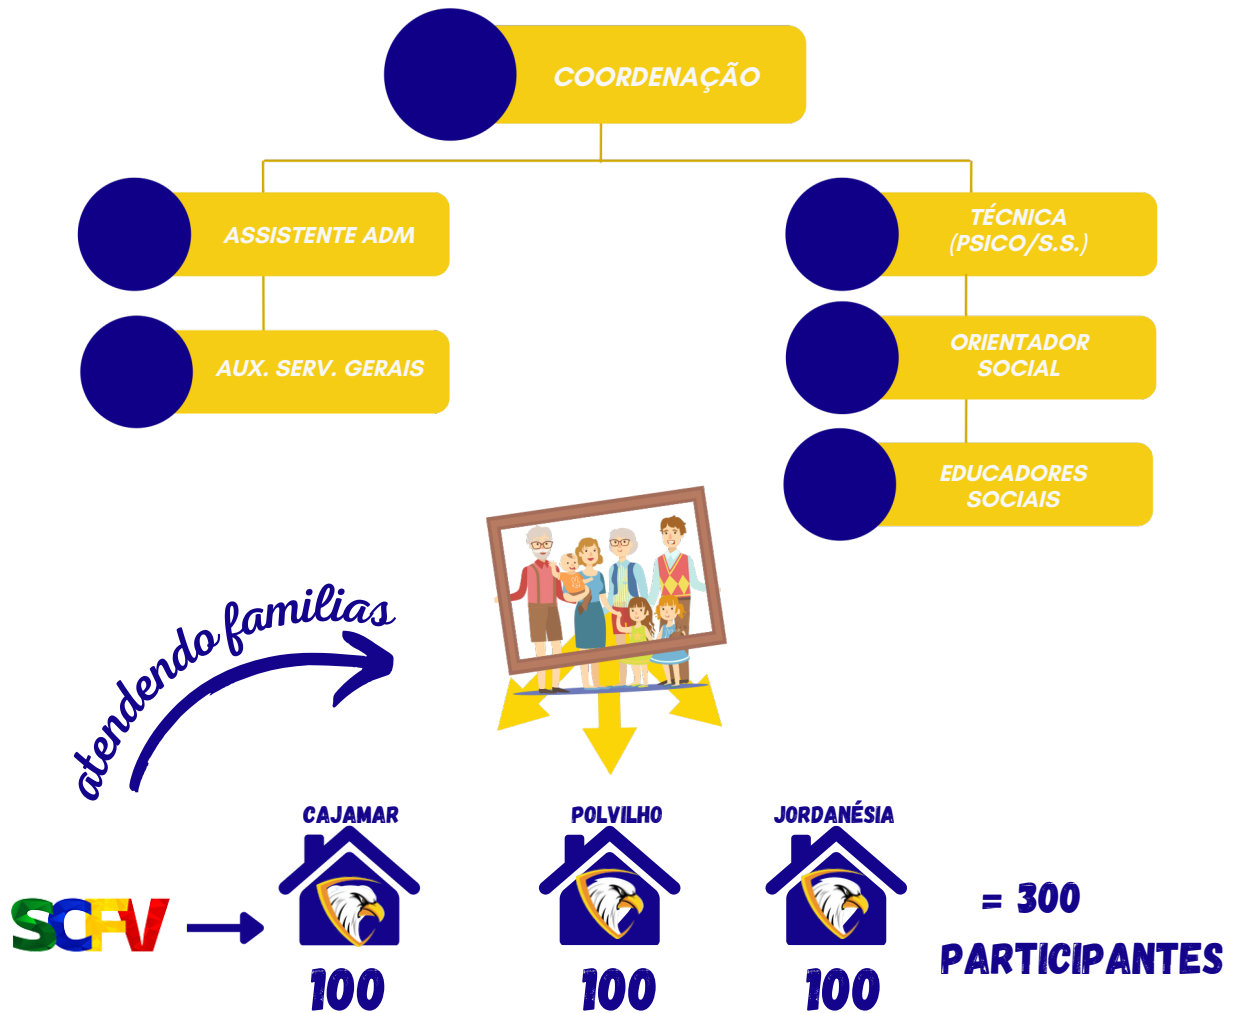 COORDENAÇÃO
ASSISTENTE ADM
AUX. SERV. GERAIS
TÉCNICA
(PSICO/S.S.)
ORIENTADOR
SOCIAL
EDUCADORES
SOCIAIS
atendendo familias
CAJAMAR
POLVILHO
JORDANÉSIA
SCFV
100
100
100
= 300
PARTICIPANTES